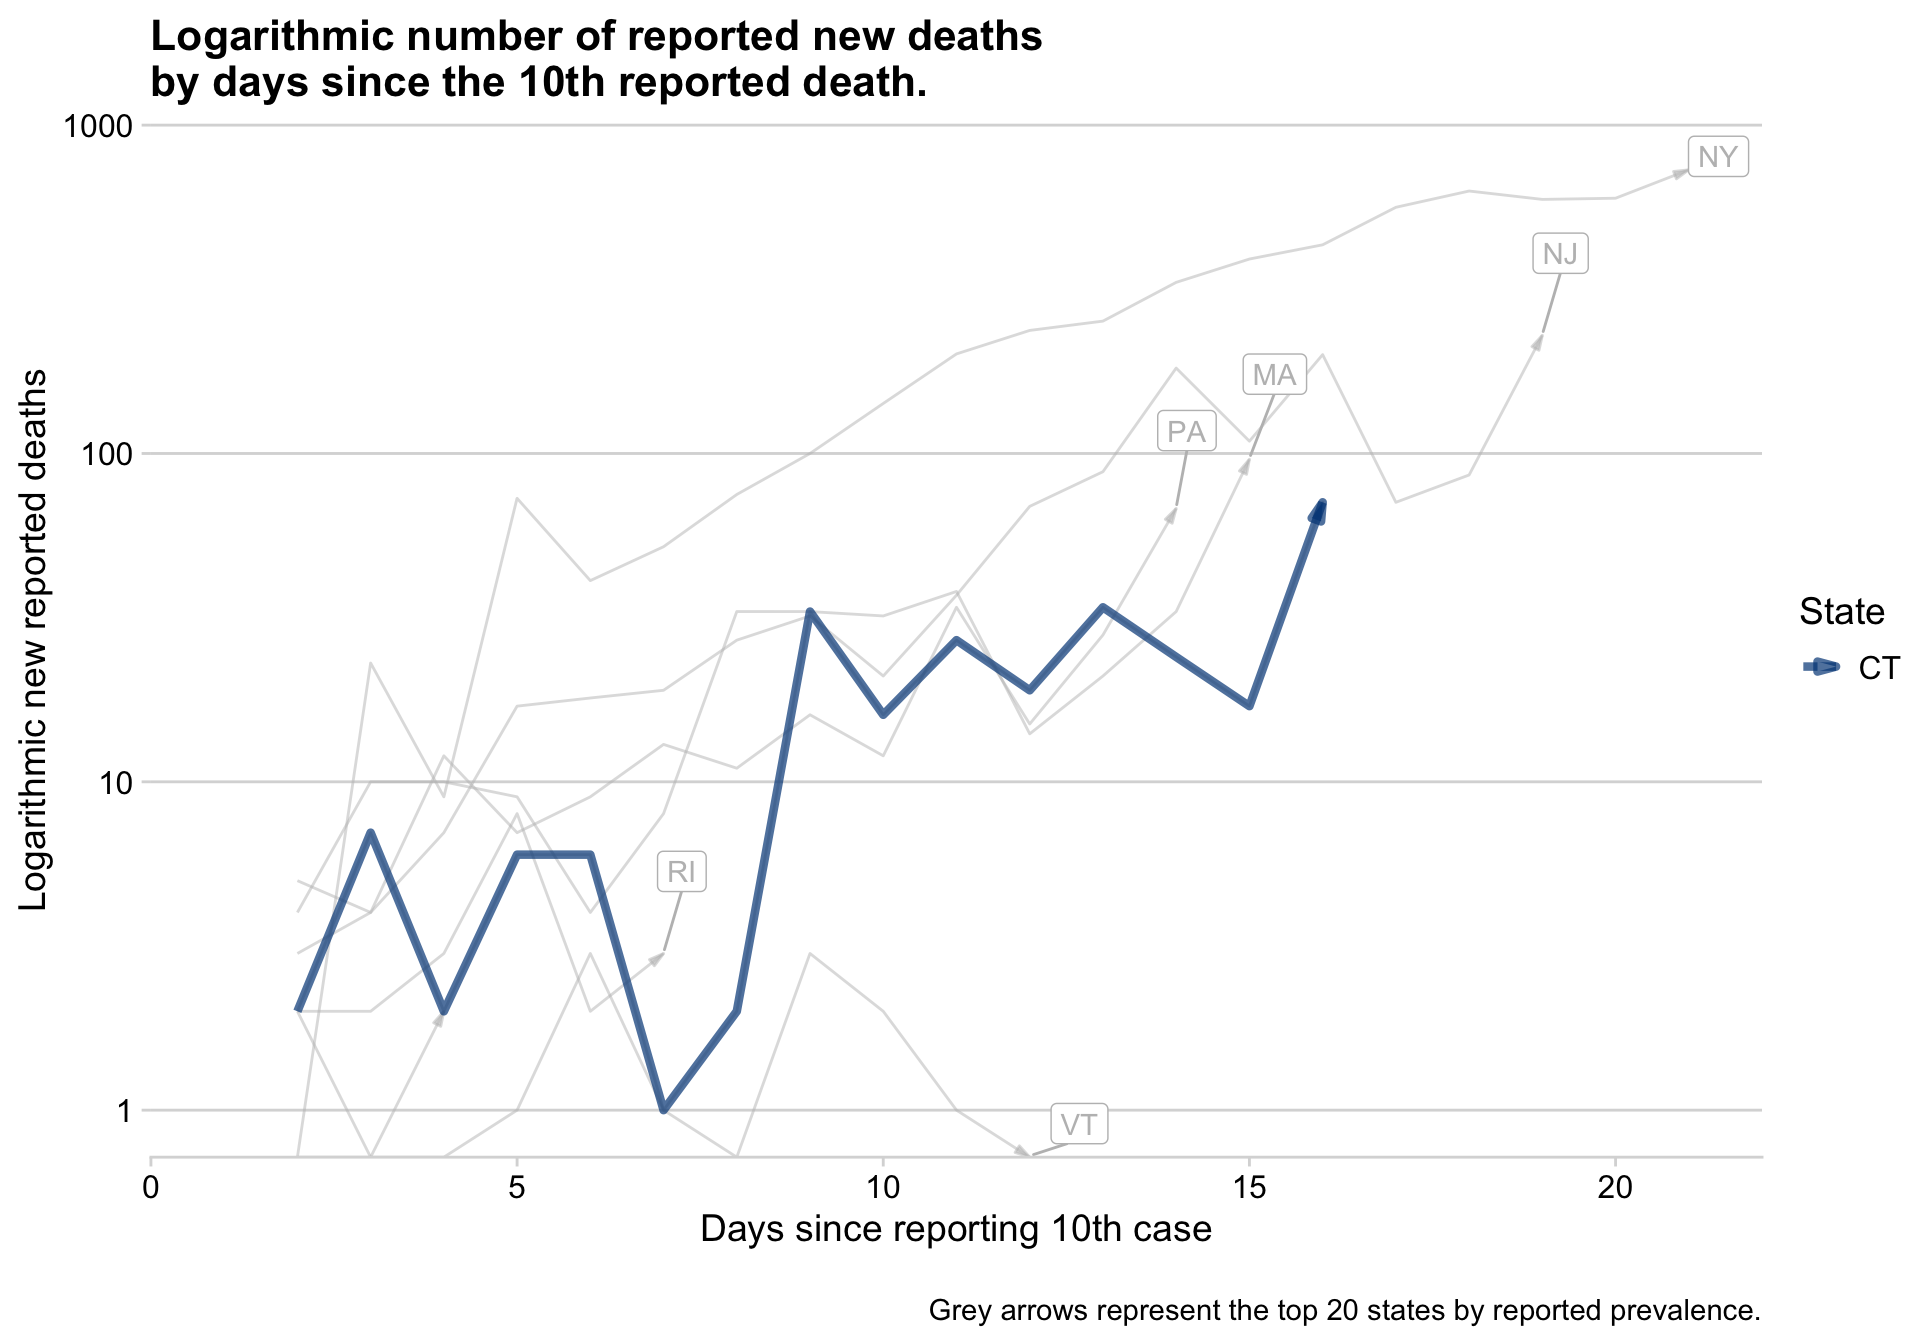 Logarithmic number of reported new deaths
by days since the 10th reported death.
1000
100
10
1
Logarithmic new reported deaths
NY
NJ
MA
PA
RI
VT
State
CT
0 5 10 15 20
Days since reporting 10th case
Grey arrows represent the top 20 states by reported prevalence.